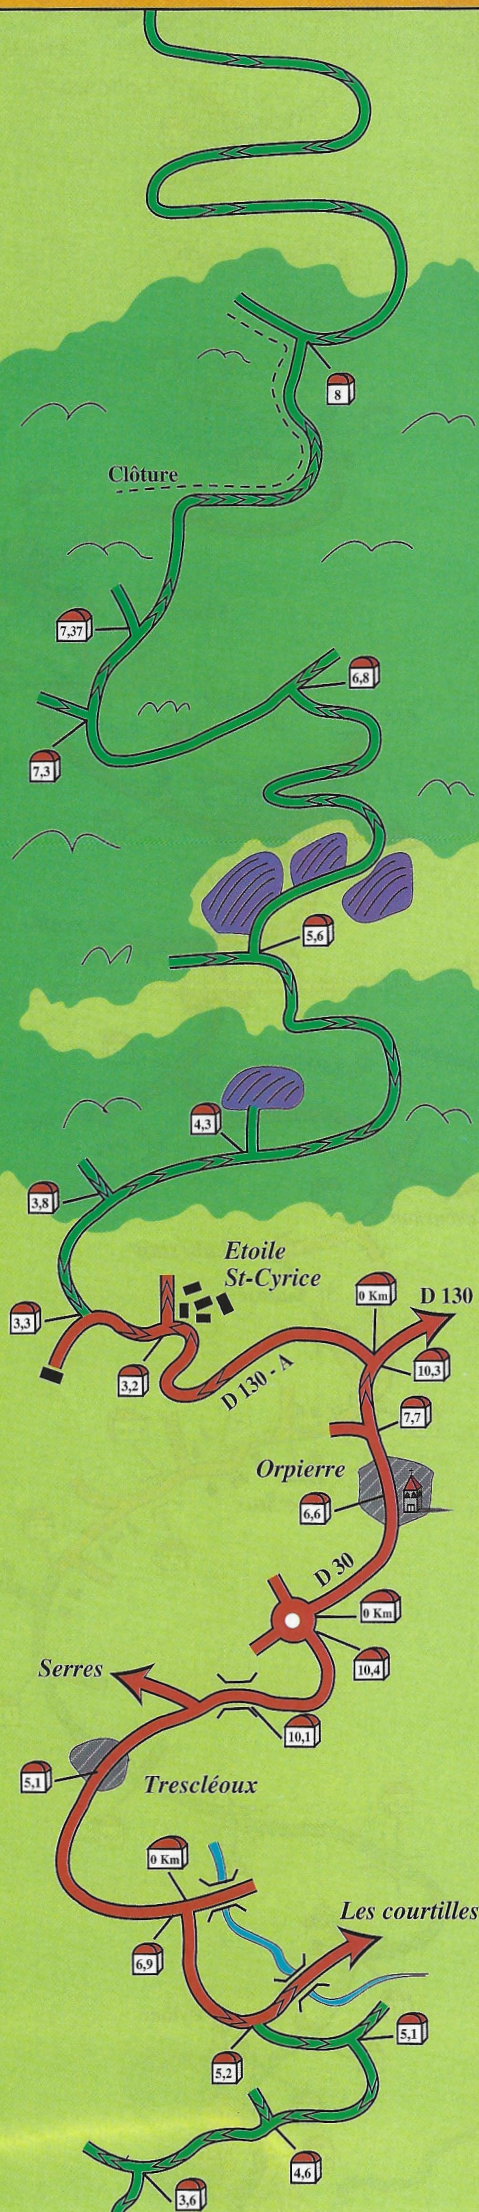 8
Clôture
7,37
6,8
7,3
5,6
4,3
3,8
Etoile
St-Cyrice
0 Km
D 130
3,3
3,2
10,3
D 130 - A
7,7
Orpierre
6,6
D 30
0 Km
10,4
Serres
10,1
5,1
Trescléoux
0 Km
Les courtilles
6,9
5,1
5,2
4,6
3,6